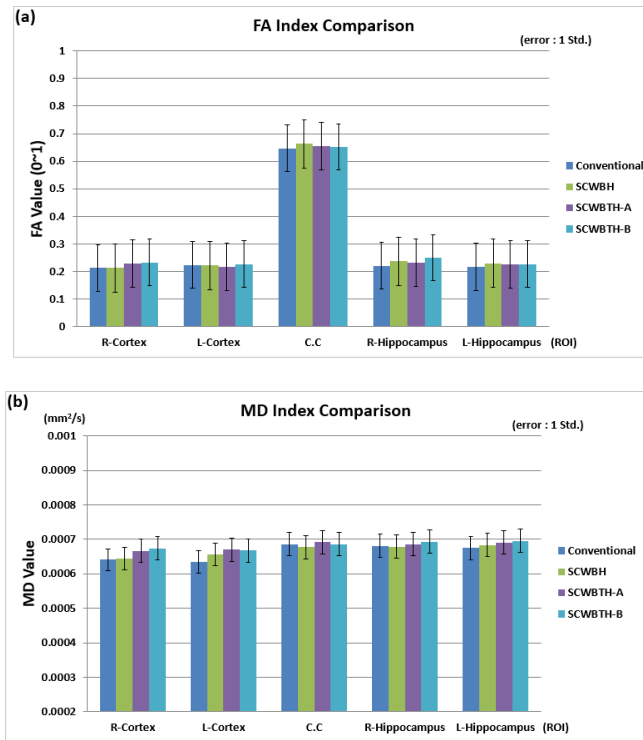 (a)
FA Index Comparison
(error : 1 Std.)
FA Value (0~1)
1
0.9
0.8
0.7
0.6
0.5
0.4
0.3
0.2
0.1
0
Conventional
SCWBH
SCWBTH-A
SCWBTH-B
R-Cortex L-Cortex C.C R-Hippocampus L-Hippocampus (ROI)
(b)
MD Index Comparison
(mm²/s)
(error : 1 Std.)
MD Value
0.001
0.0009
0.0008
0.0007
0.0006
0.0005
0.0004
0.0003
0.0002
Conventional
SCWBH
SCWBTH-A
SCWBTH-B
R-Cortex L-Cortex C.C R-Hippocampus L-Hippocampus (ROI)